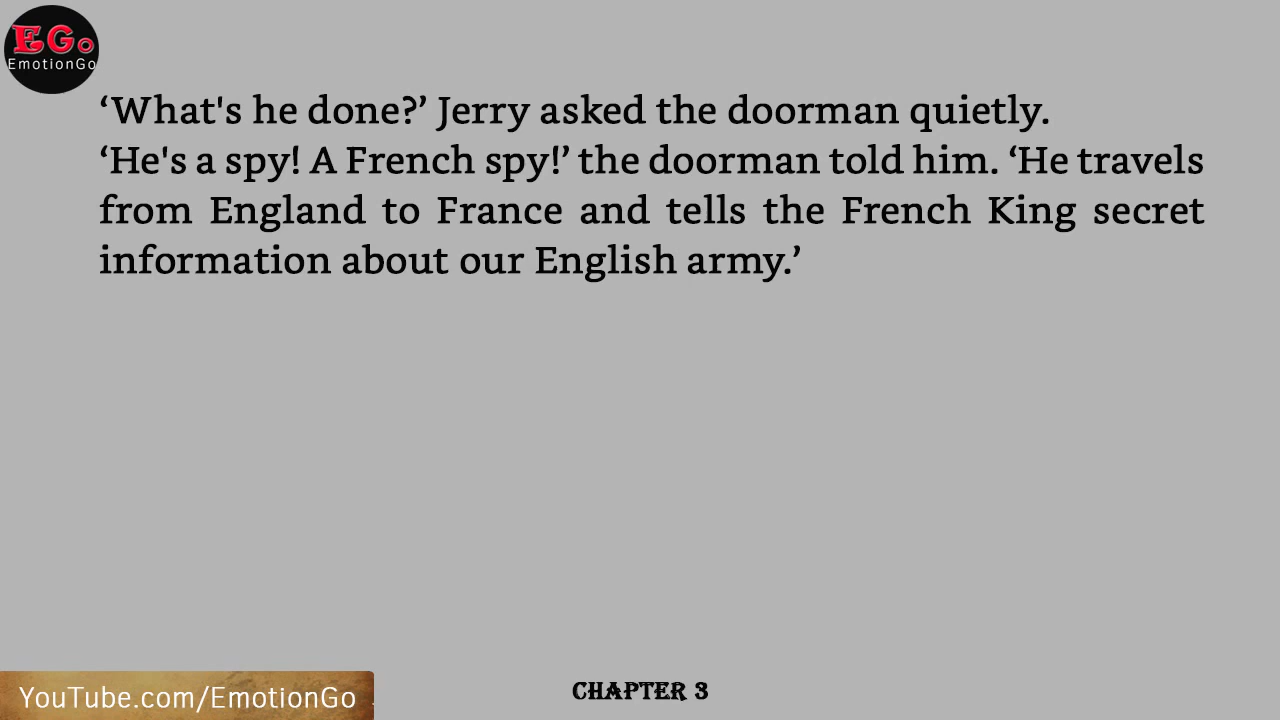 EGo
EmotionGo
‘What's he done?’ Jerry asked the doorman quietly.
‘He's a spy! A French spy!’ the doorman told him. ‘He travels
from England to France and tells the French King secret
information about our English army.’
YouTube.com/EmotionGo
CHAPTER 3